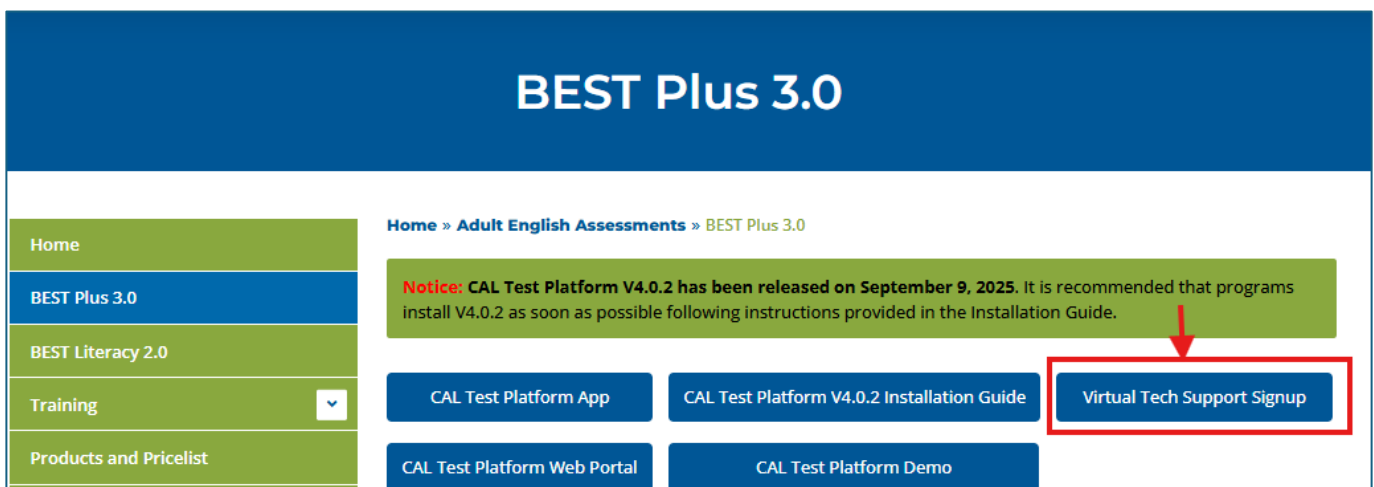 BEST Plus 3.0
Home » Adult English Assessments » BEST Plus 3.0
Home
BEST Plus 3.0
BEST Literacy 2.0
Training
Products and Pricelist
Notice: CAL Test Platform V4.0.2 has been released on September 9, 2025. It is recommended that programs
install V4.0.2 as soon as possible following instructions provided in the Installation Guide.
CAL Test Platform App
CAL Test Platform V4.0.2 Installation Guide
Virtual Tech Support Signup
CAL Test Platform Web Portal
CAL Test Platform Demo